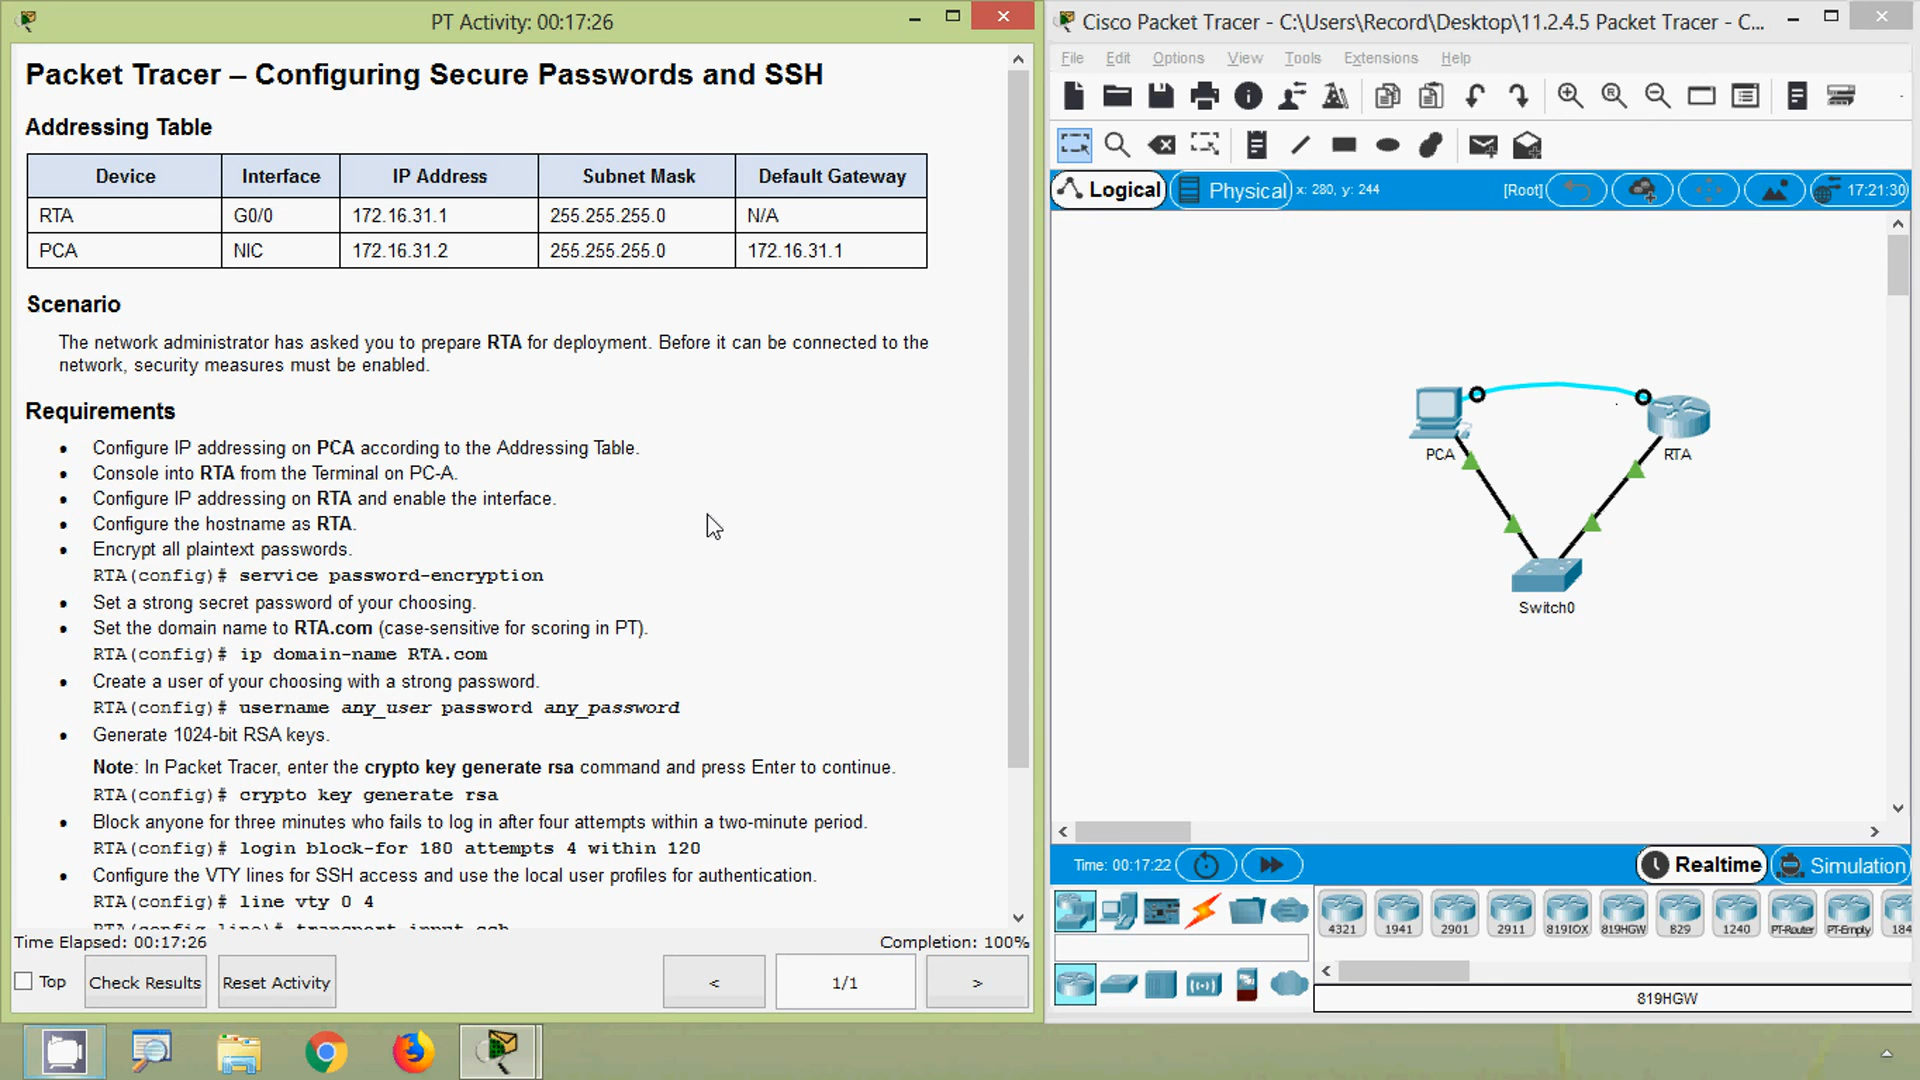 PT Activity: 00:17:26
Packet Tracer – Configuring Secure Passwords and SSH
Addressing Table
Device Interface IP Address Subnet Mask Default Gateway
RTA G0/0 172.16.31.1 255.255.255.0 N/A
PCA NIC 172.16.31.2 255.255.255.0 172.16.31.1
Scenario
The network administrator has asked you to prepare RTA for deployment. Before it can be connected to the
network, security measures must be enabled.
Requirements
• Configure IP addressing on PCA according to the Addressing Table.
• Console into RTA from the Terminal on PC-A.
• Configure IP addressing on RTA and enable the interface.
• Configure the hostname as RTA.
• Encrypt all plaintext passwords.
RTA(config)# service password-encryption
• Set a strong secret password of your choosing.
• Set the domain name to RTA.com (case-sensitive for scoring in PT).
RTA(config)# ip domain-name RTA.com
• Create a user of your choosing with a strong password.
RTA(config)# username any_user password any_password
• Generate 1024-bit RSA keys.
Note: In Packet Tracer, enter the crypto key generate rsa command and press Enter to continue.
RTA(config)# crypto key generate rsa
• Block anyone for three minutes who fails to log in after four attempts within a two-minute period.
RTA(config)# login block-for 180 attempts 4 within 120
• Configure the VTY lines for SSH access and use the local user profiles for authentication.
RTA(config)# line vty 0 4
RTA(config-line)# transport input ssh
Time Elapsed: 00:17:26 Completion: 100%
Top Check Results Reset Activity < 1/1 >
Cisco Packet Tracer - C:\Users\Record\Desktop\11.2.4.5 Packet Tracer - C...
File Edit Options View Tools Extensions Help
Logical Physical x: 280, y: 244 [Root] 17:21:30
PCA RTA
Switch0
Time: 00:17:22 Realtime Simulation
4321 1941 2901 2911 819IOX 819HGW 829 1240 PT-Router PT-Empty 184
819HGW